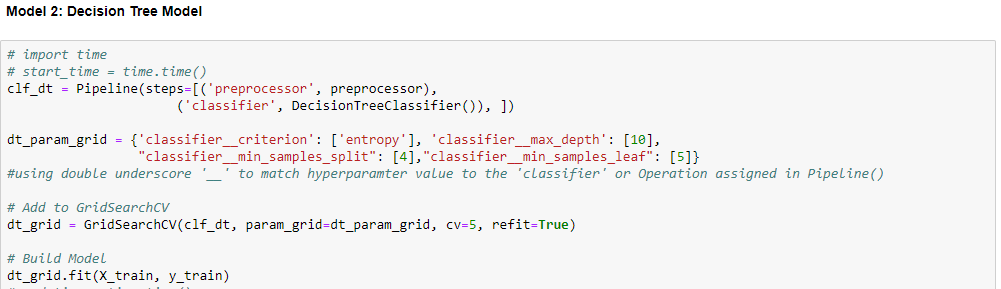 Model 2: Decision Tree Model
# import time
# start_time = time.time()
clf_dt = Pipeline(steps=[('preprocessor', preprocessor),
                      ('classifier', DecisionTreeClassifier()), ])
dt_param_grid = {'classifier__criterion': ['entropy'], 'classifier__max_depth': [10],
                 "classifier__min_samples_split": [4],"classifier__min_samples_leaf": [5]}
#using double underscore '__' to match hyperparamter value to the 'classifier' or Operation assigned in Pipeline()
# Add to GridSearchCV
dt_grid = GridSearchCV(clf_dt, param_grid=dt_param_grid, cv=5, refit=True)
# Build Model
dt_grid.fit(X_train, y_train)